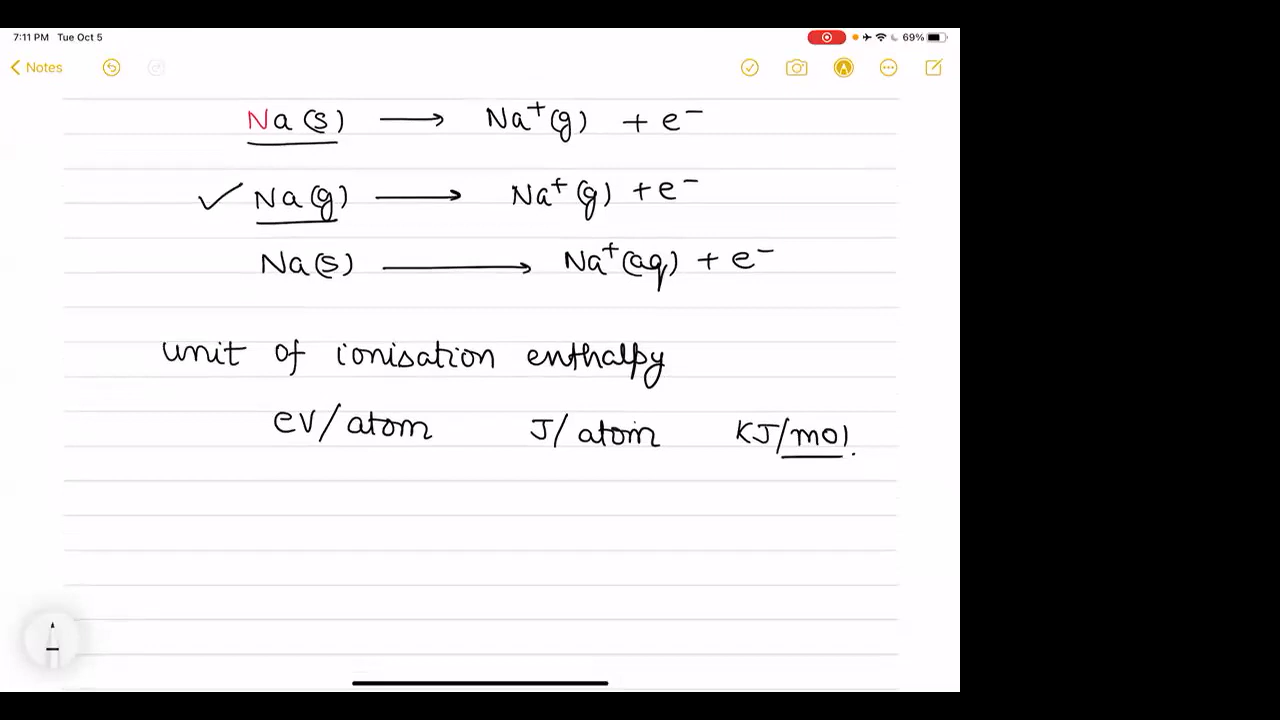 7:11 PM Tue Oct 5 69%
Notes
Na(s) ⟶ Na⁺(g) + e⁻
✓ Na(g) ⟶ Na⁺(g) + e⁻
Na(s) ⟶ Na⁺(aq) + e⁻
unit of ionisation enthalpy
eV/atom J/atom KJ/mol.